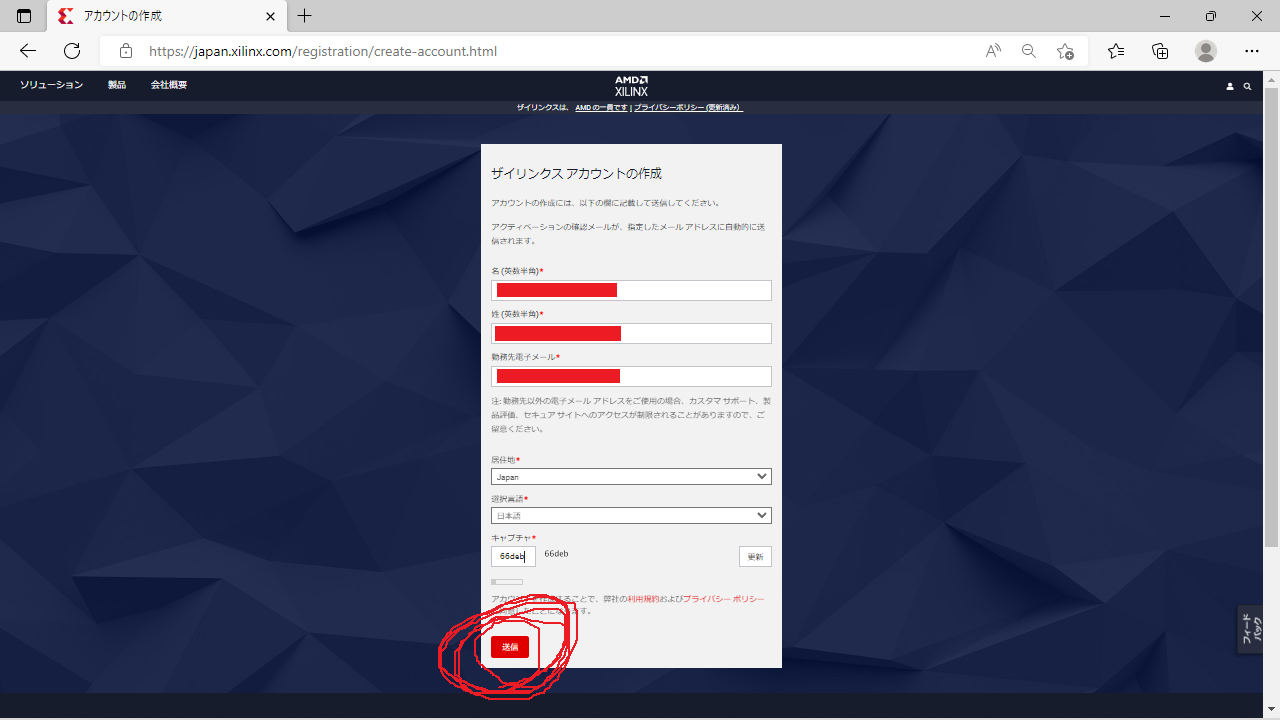 アカウントの作成
https://japan.xilinx.com/registration/create-account.html
ソリューション 製品 会社概要
AMD
XILINX
ザイリンクスは、 AMD の一員です | プライバシーポリシー (更新済み)
ザイリンクス アカウントの作成
アカウントの作成には、以下の欄に記載して送信してください。
アクティベーションの確認メールが、指定したメール アドレスに自動的に送
信されます。
名 (英数半角)*
姓 (英数半角)*
勤務先電子メール*
注: 勤務先以外の電子メール アドレスをご使用の場合、カスタマ サポート、製
品評価、セキュア サイトへのアクセスが制限されることがありますので、ご
留意ください。
居住地*
Japan
選択言語*
日本語
キャプチャ*
66deb 66deb 更新
アカウントを することで、弊社の利用規約およびプライバシー ポリシー
したことになります。
送信
フィードバック